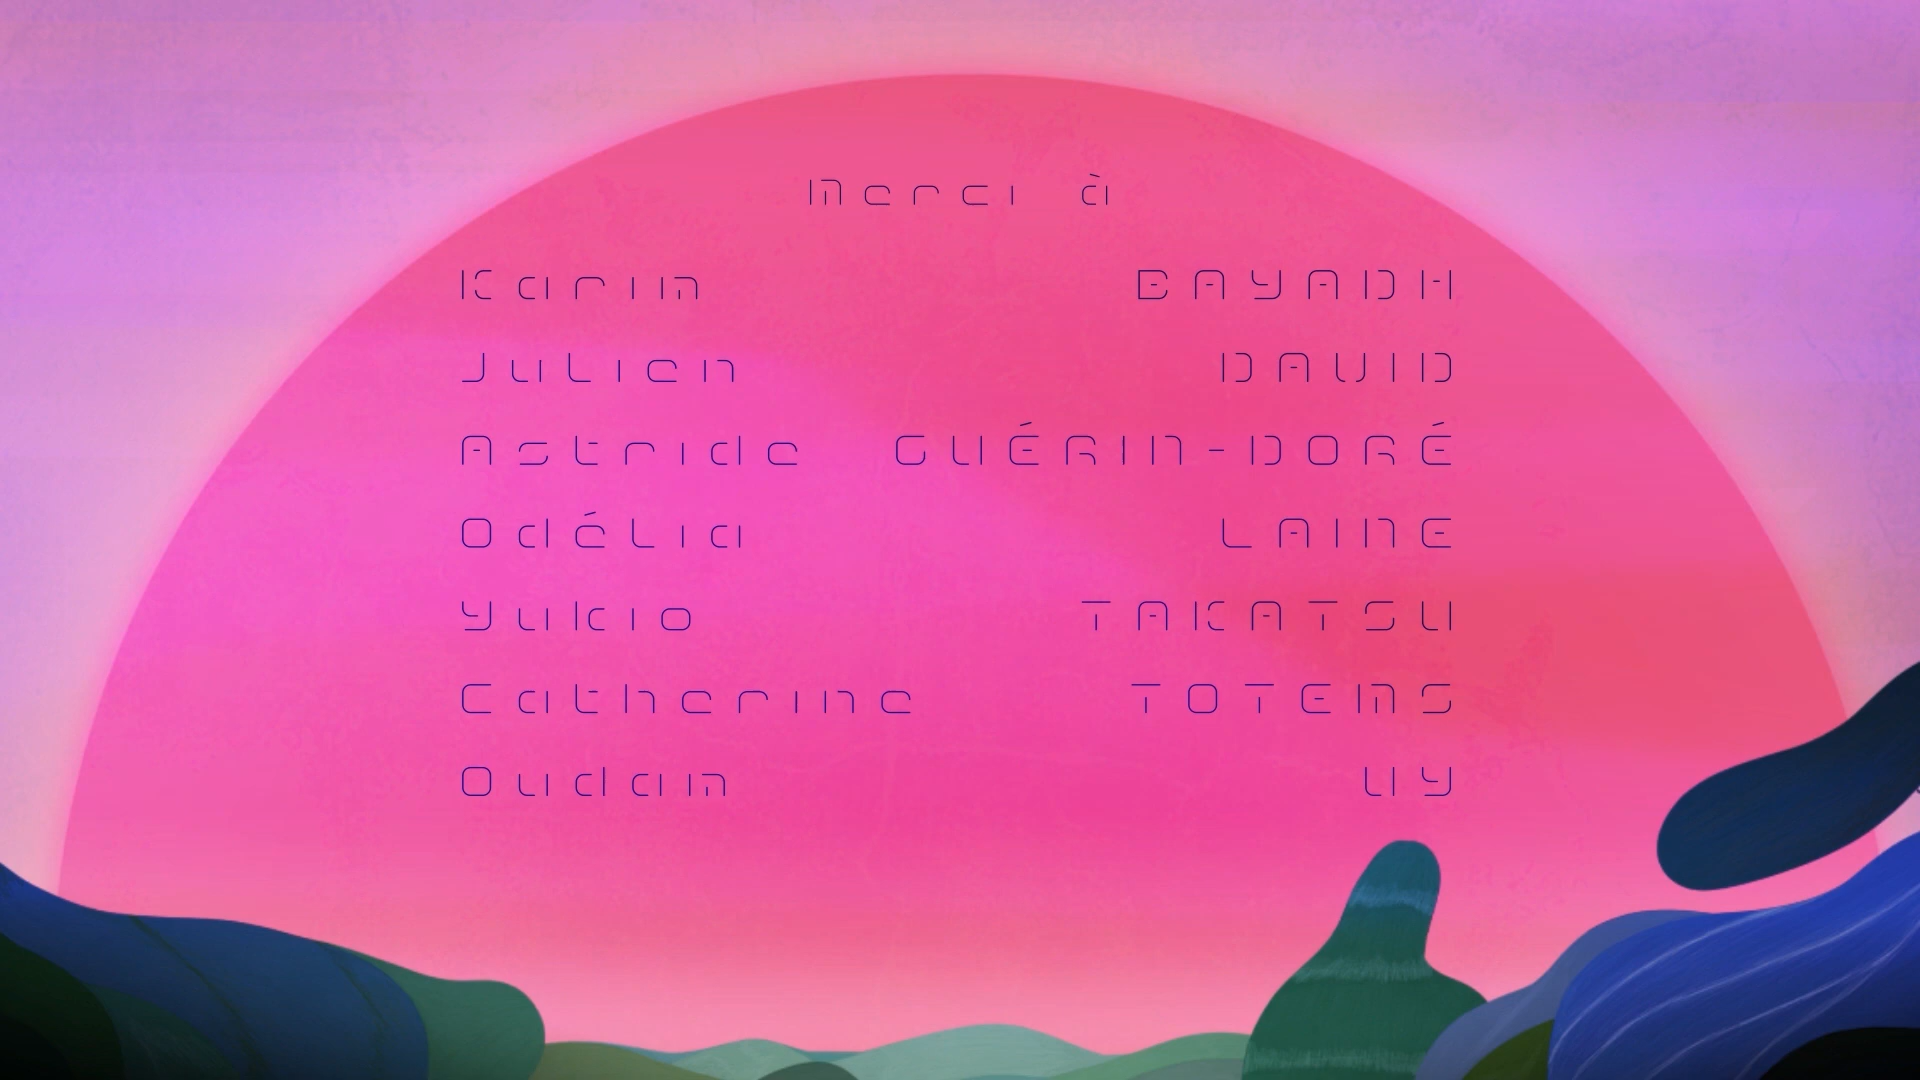 Merci à
Karim BAYADH
Julien DAVID
Astride GUÉRIN-DORÉ
Odélia LAINE
Yukio TAKATSU
Catherine TOTEMS
Oudam UY